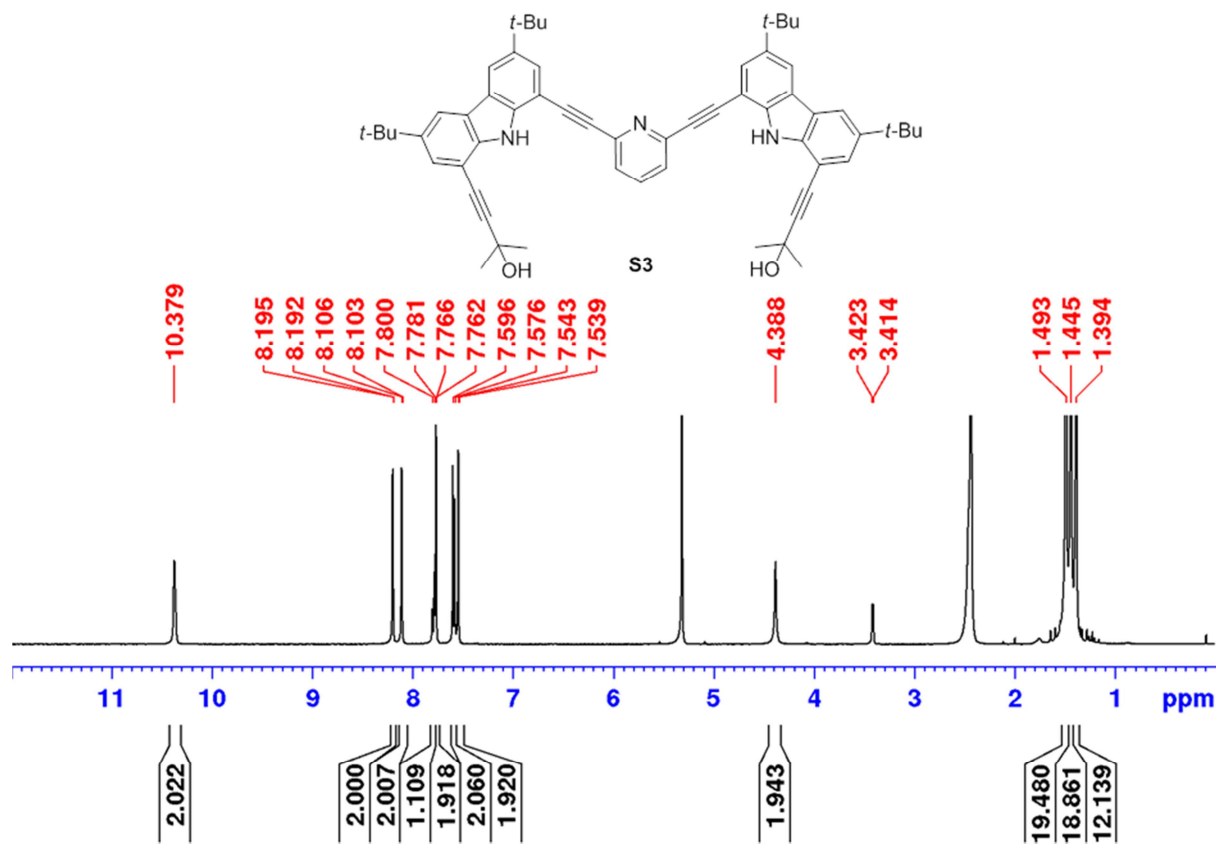 t-Bu
t-Bu
t-Bu
N
t-Bu
NH
HN
OH
S3
HO
10.379
8.195
8.192
8.106
8.103
7.800
7.781
7.766
7.762
7.596
7.576
7.543
7.539
4.388
3.423
3.414
1.493
1.445
1.394
11 10 9 8 7 6 5 4 3 2 1 ppm
2.022
2.000
2.007
1.109
1.918
2.060
1.920
1.943
19.480
18.861
12.139